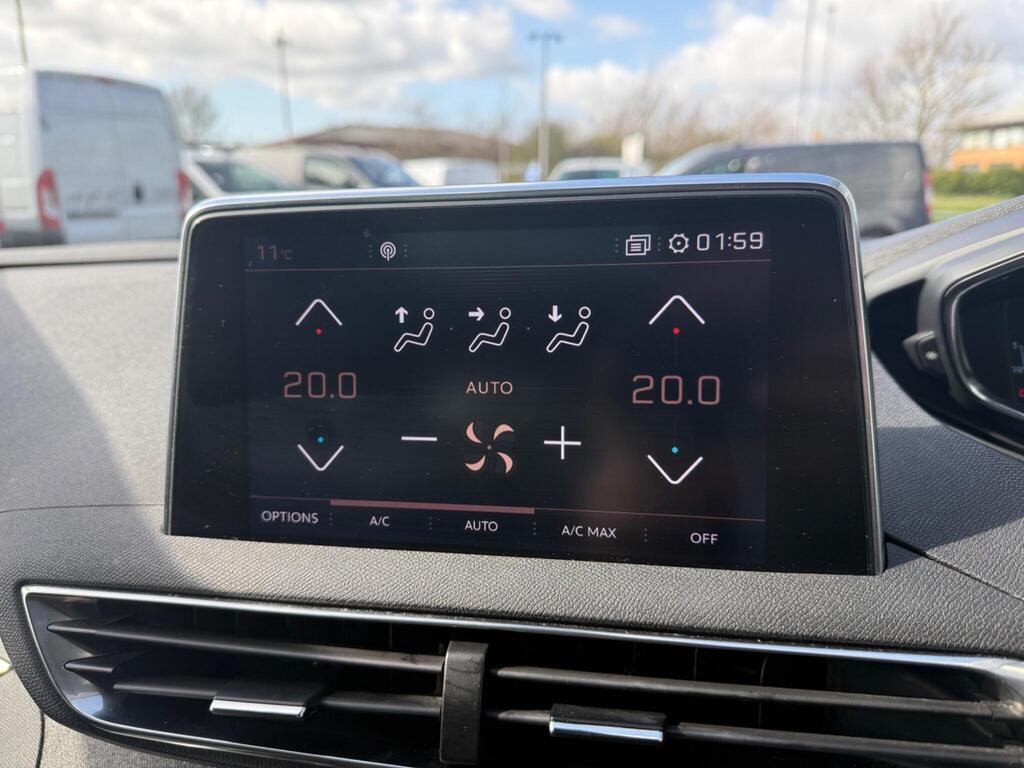 11°C 01:59
20.0 AUTO 20.0
OPTIONS A/C AUTO A/C MAX OFF